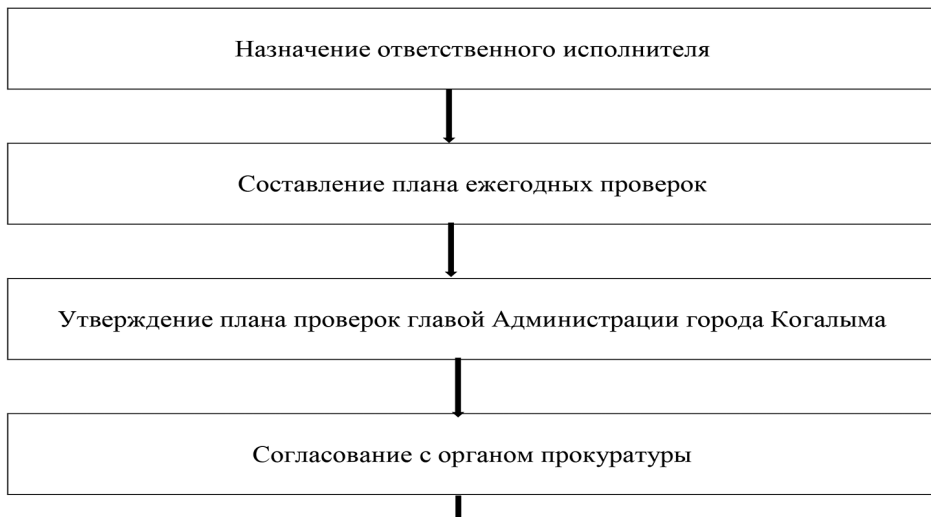 Назначение ответственного исполнителя
Составление плана ежегодных проверок
Утверждение плана проверок главой Администрации города Когалыма
Согласование с органом прокуратуры